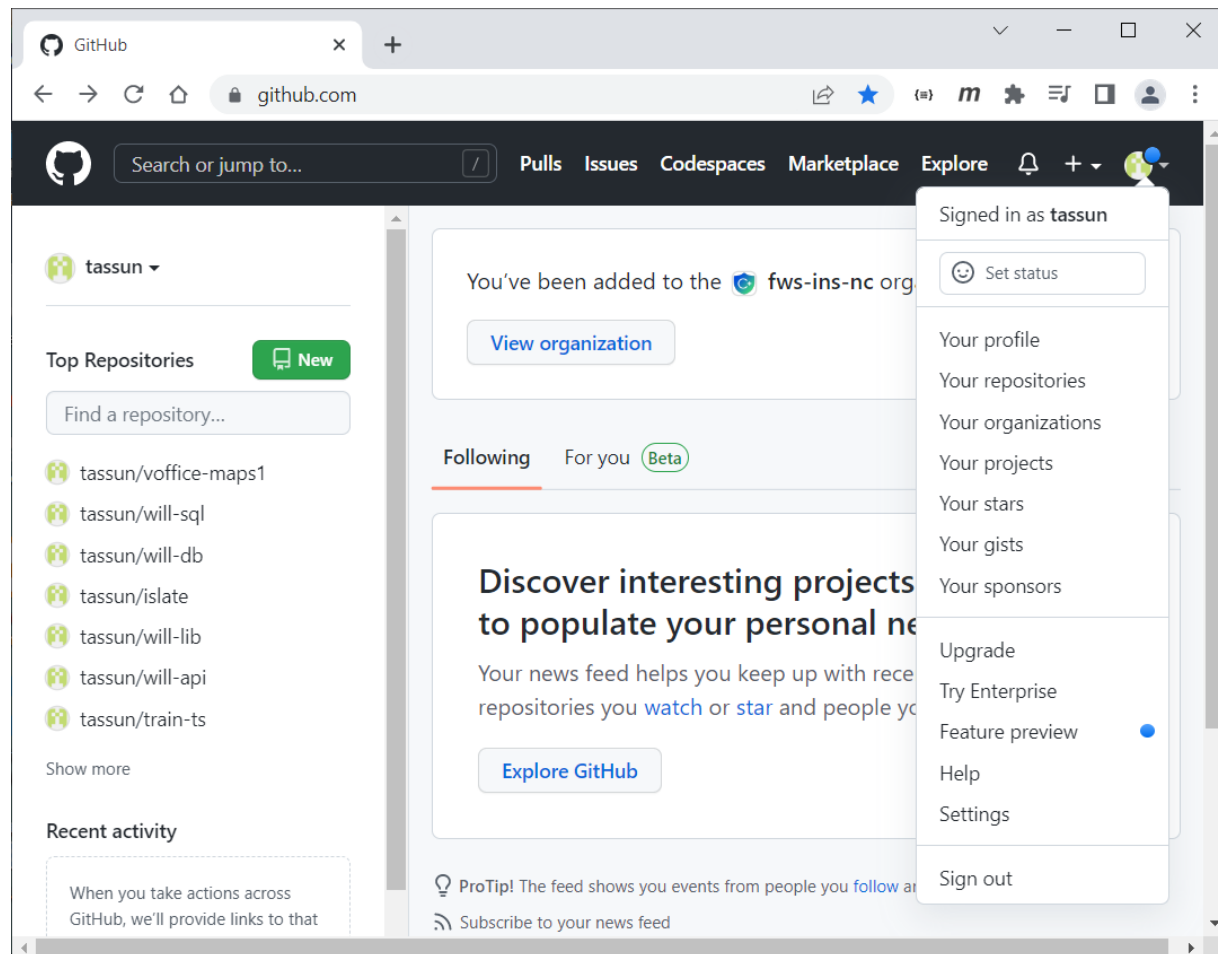 GitHub
github.com
Search or jump to...
/
Pulls Issues Codespaces Marketplace Explore
tassun
Top Repositories
New
Find a repository...
tassun/voffice-maps1
tassun/will-sql
tassun/will-db
tassun/islate
tassun/will-lib
tassun/will-api
tassun/train-ts
Show more
Recent activity
When you take actions across
GitHub, we'll provide links to that
You've been added to the fws-ins-nc org
View organization
Following For you Beta
Discover interesting projects
to populate your personal ne
Your news feed helps you keep up with rece
repositories you watch or star and people yo
Explore GitHub
ProTip! The feed shows you events from people you follow ar
Subscribe to your news feed
Signed in as tassun
Set status
Your profile
Your repositories
Your organizations
Your projects
Your stars
Your gists
Your sponsors
Upgrade
Try Enterprise
Feature preview
Help
Settings
Sign out